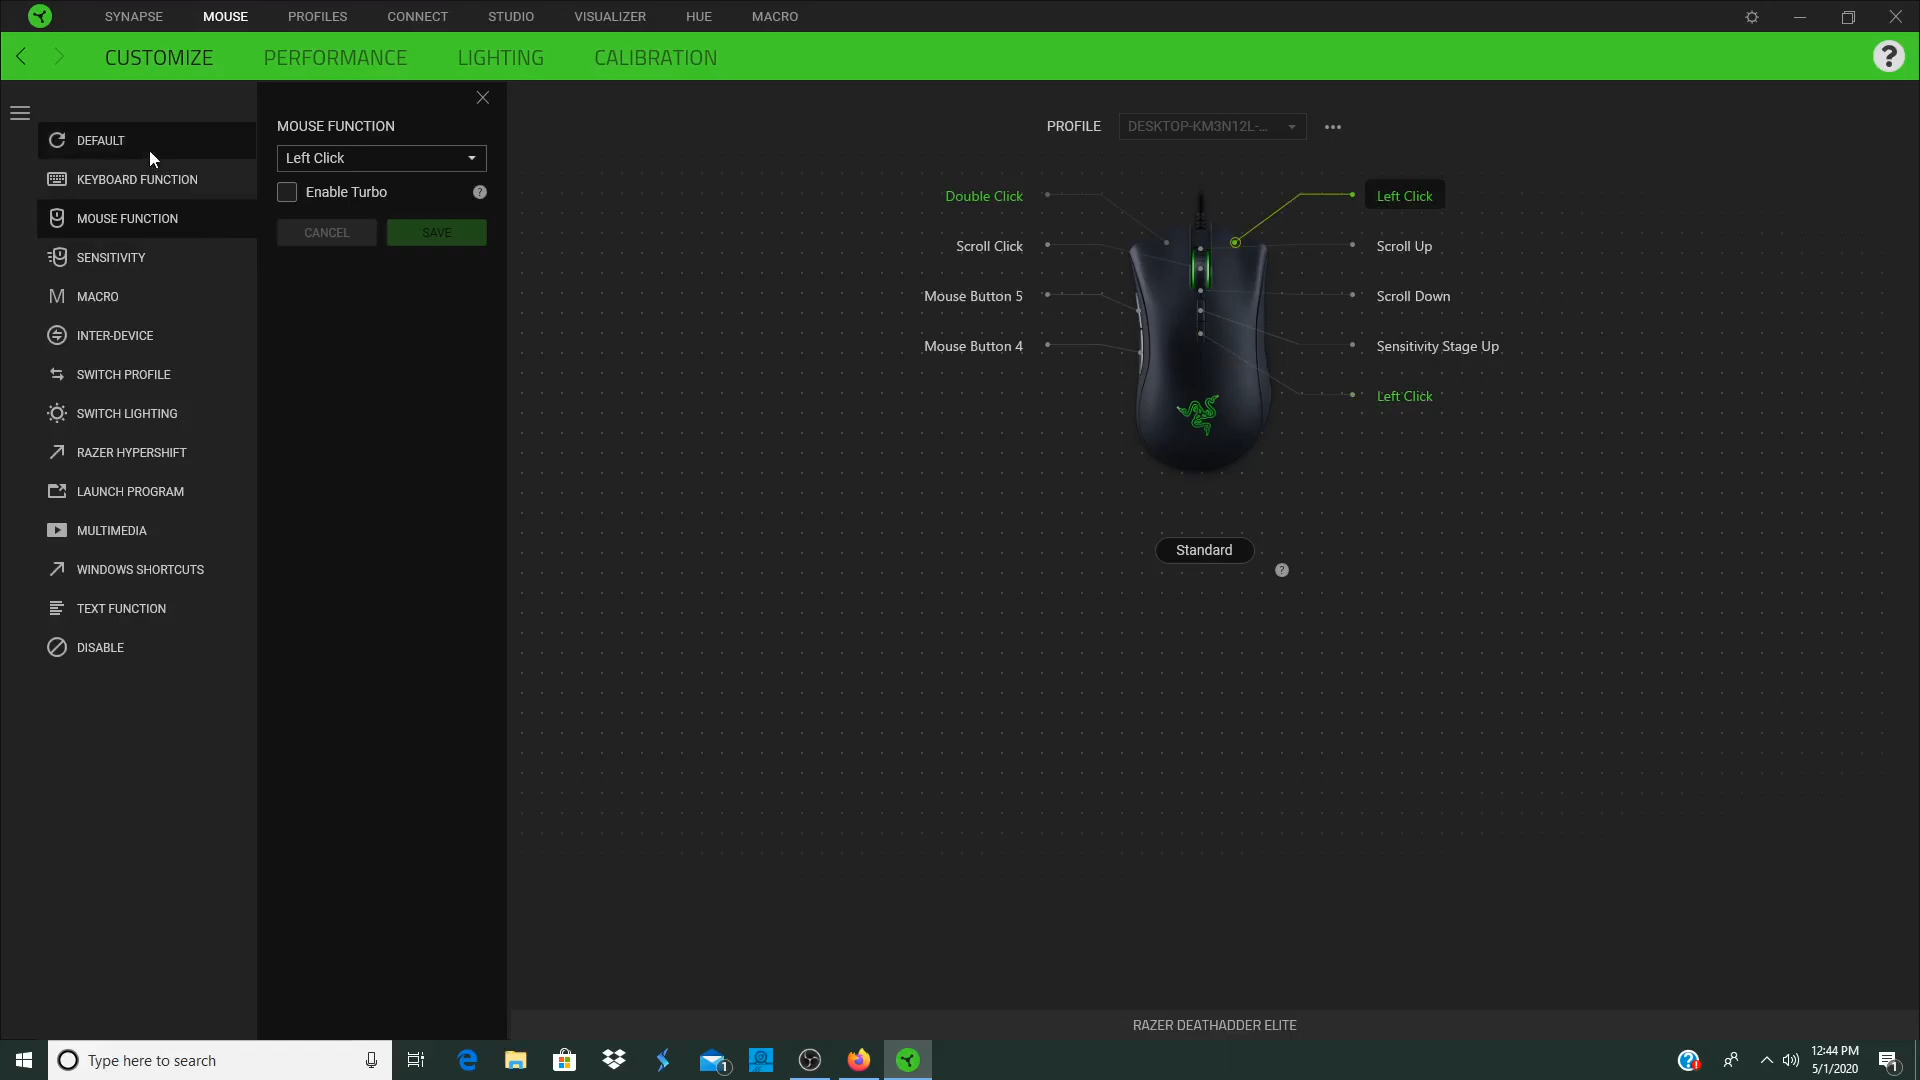 SYNAPSE MOUSE PROFILES CONNECT STUDIO VISUALIZER HUE MACRO
CUSTOMIZE PERFORMANCE LIGHTING CALIBRATION ?
DEFAULT
KEYBOARD FUNCTION
MOUSE FUNCTION
SENSITIVITY
M MACRO
INTER-DEVICE
SWITCH PROFILE
SWITCH LIGHTING
RAZER HYPERSHIFT
LAUNCH PROGRAM
MULTIMEDIA
WINDOWS SHORTCUTS
TEXT FUNCTION
DISABLE
MOUSE FUNCTION
Left Click
Enable Turbo ?
CANCEL SAVE
PROFILE DESKTOP-KM3N12L-...
Double Click
Scroll Click
Mouse Button 5
Mouse Button 4
Left Click
Scroll Up
Scroll Down
Sensitivity Stage Up
Left Click
Standard
?
RAZER DEATHADDER ELITE
Type here to search
1
12:44 PM
5/1/2020
1